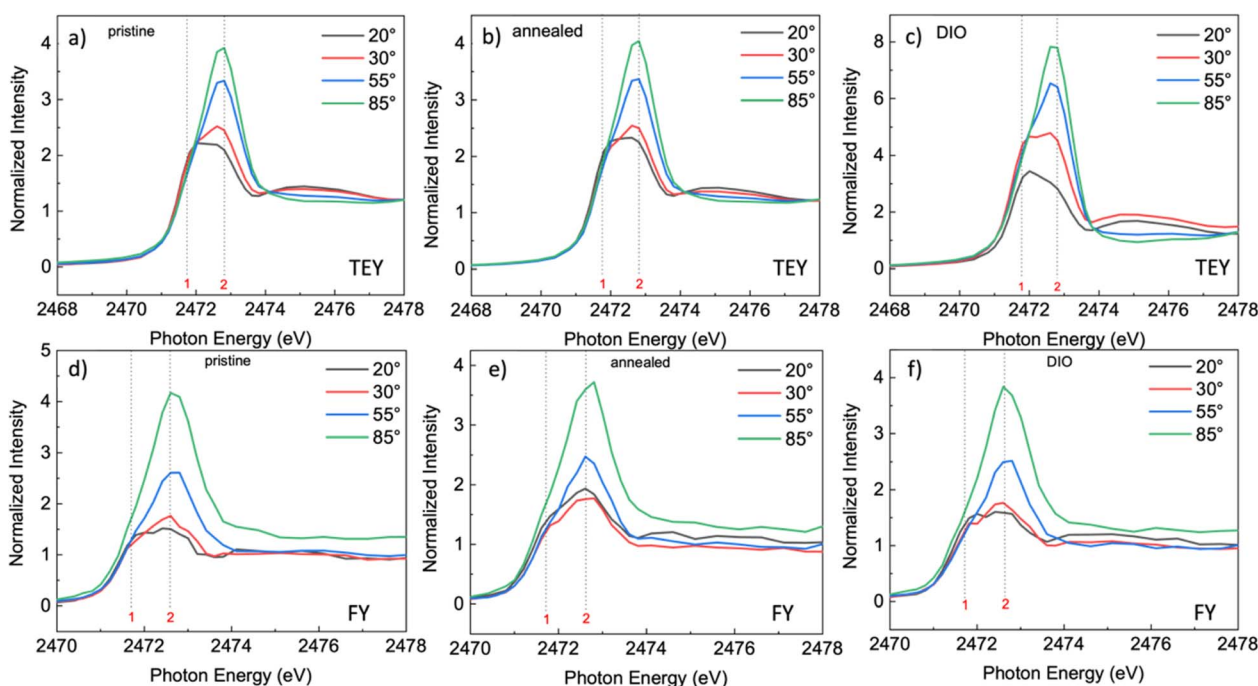 a) pristine
20°
30°
55°
85°
4
3
2
1
0
Normalized Intensity
1 2
TEY
2468 2470 2472 2474 2476 2478
Photon Energy (eV)
b) annealed
20°
30°
55°
85°
4
3
2
1
0
Normalized Intensity
1 2
TEY
2468 2470 2472 2474 2476 2478
Photon Energy (eV)
c) DIO
20°
30°
55°
85°
8
6
4
2
0
Normalized Intensity
1 2
TEY
2468 2470 2472 2474 2476 2478
Photon Energy (eV)
d) pristine
20°
30°
55°
85°
5
4
3
2
1
0
Normalized Intensity
1 2
FY
2470 2472 2474 2476 2478
Photon Energy (eV)
e) annealed
20°
30°
55°
85°
4
3
2
1
0
Normalized Intensity
1 2
FY
2470 2472 2474 2476 2478
Photon Energy (eV)
f) DIO
20°
30°
55°
85°
4
3
2
1
0
Normalized Intensity
1 2
FY
2470 2472 2474 2476 2478
Photon Energy (eV)